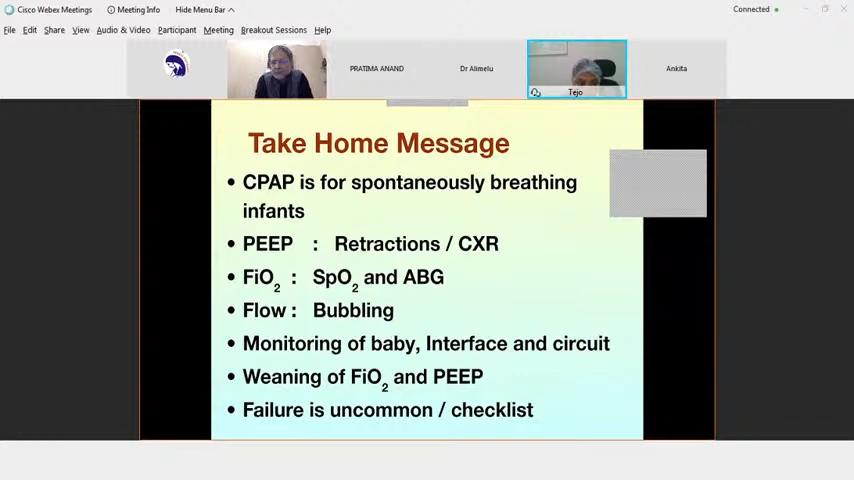 Cisco Webex Meetings Meeting Info Hide Menu Bar Connected
File Edit Share View Audio & Video Participant Meeting Breakout Sessions Help
PRATIMA ANAND Dr Alimelu Tejo Ankita
Take Home Message
• CPAP is for spontaneously breathing
infants
• PEEP : Retractions / CXR
• FiO2 : SpO2 and ABG
• Flow : Bubbling
• Monitoring of baby, Interface and circuit
• Weaning of FiO2 and PEEP
• Failure is uncommon / checklist